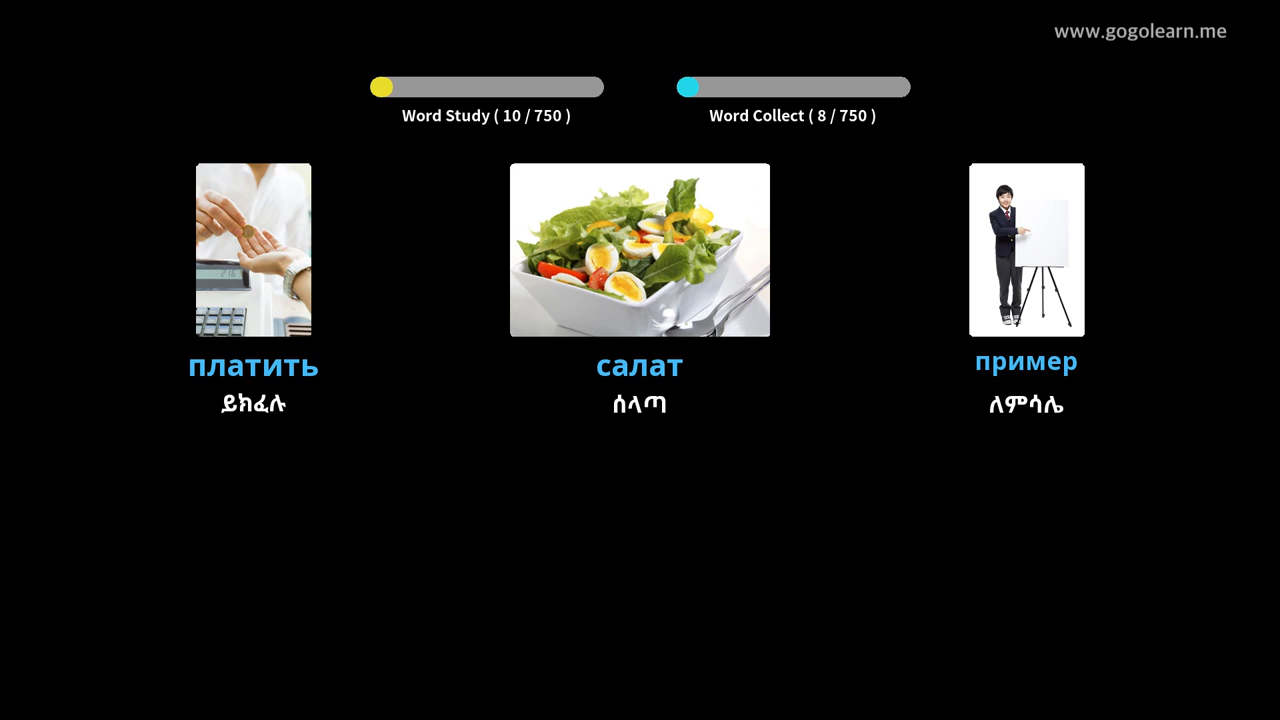 www.gogolearn.me
Word Study ( 10 / 750 )
Word Collect ( 8 / 750 )
платить
салат
пример
ይክፈሉ
ሰላጣ
ለምሳሌ